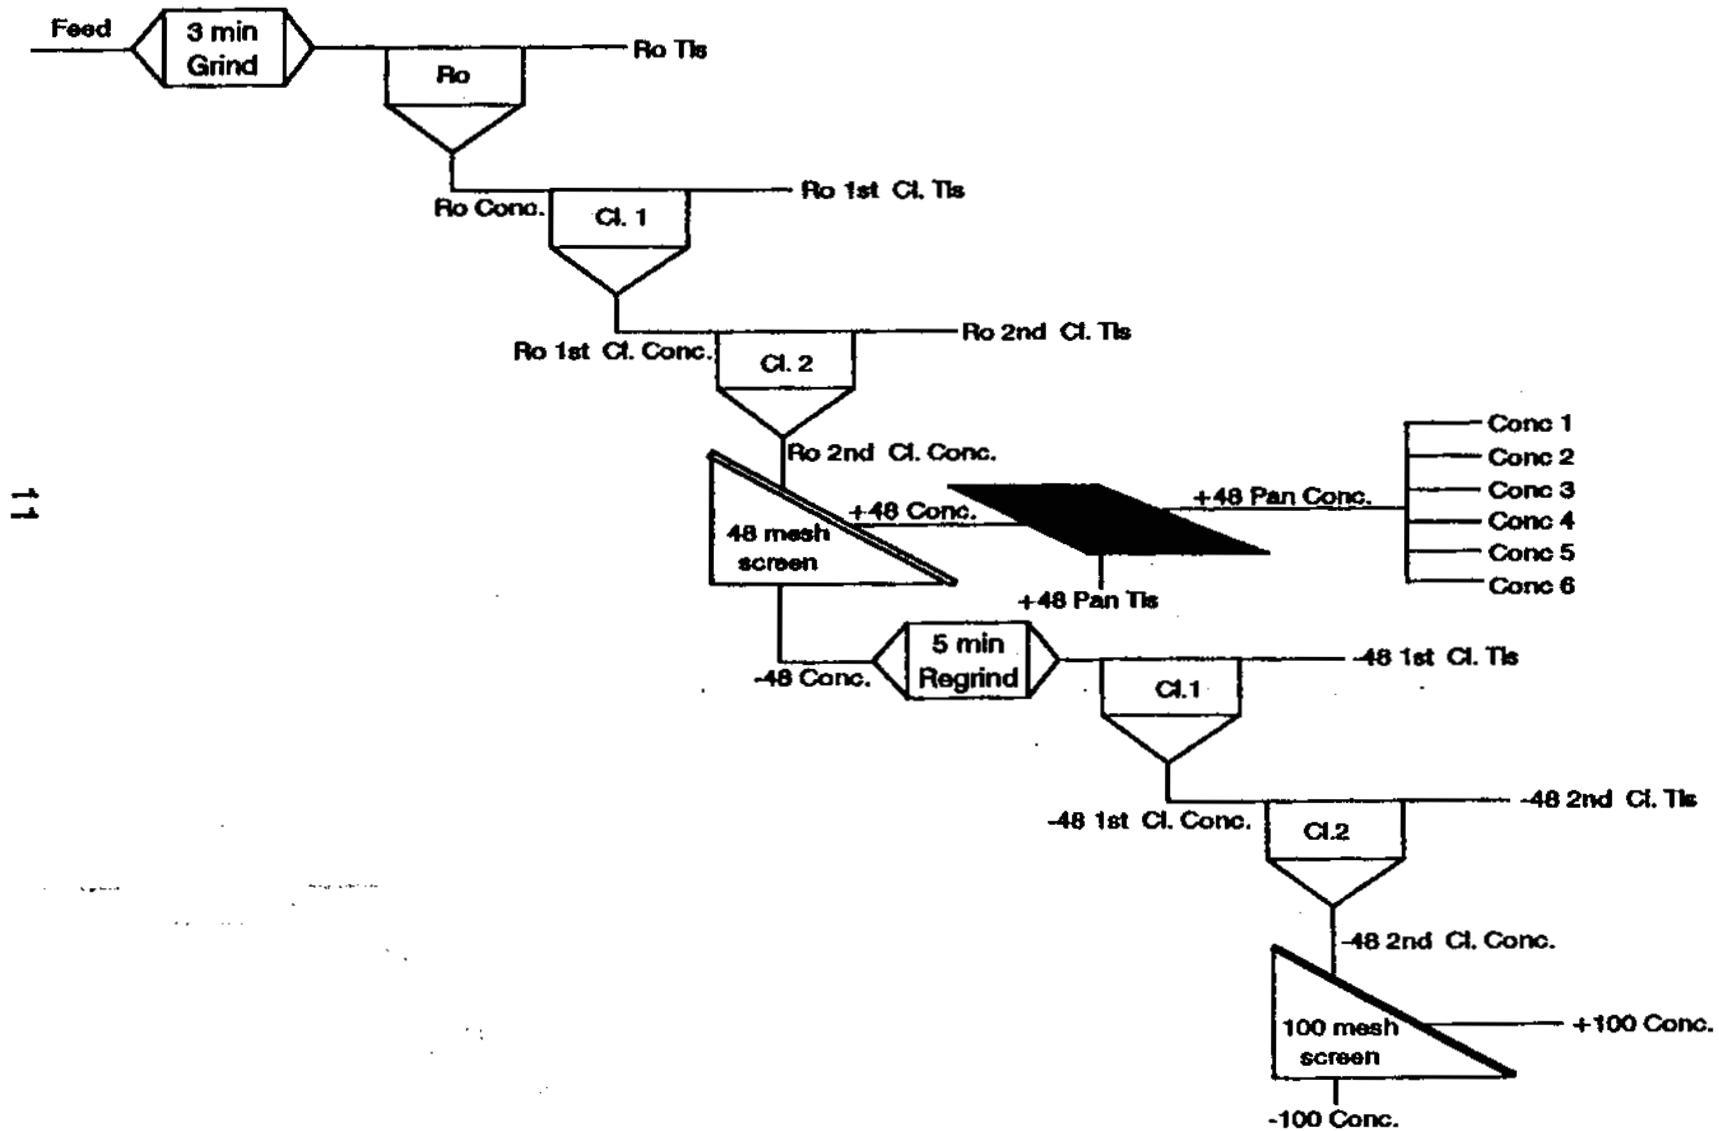 Feed
3 min
Grind
Ro Tls
Ro
Ro 1st Cl. Tls
Ro Conc.
Cl. 1
Ro 2nd Cl. Tls
Ro 1st Cl. Conc.
Cl. 2
Ro 2nd Cl. Conc.
48 mesh
screen
+48 Conc.
+48 Pan Conc.
Conc 1
Conc 2
Conc 3
Conc 4
Conc 5
Conc 6
+48 Pan Tls
11
-48 Conc.
5 min
Regrind
-48 1st Cl. Tls
Cl.1
-48 1st Cl. Conc.
-48 2nd Cl. Tls
Cl.2
-48 2nd Cl. Conc.
100 mesh
screen
+100 Conc.
-100 Conc.